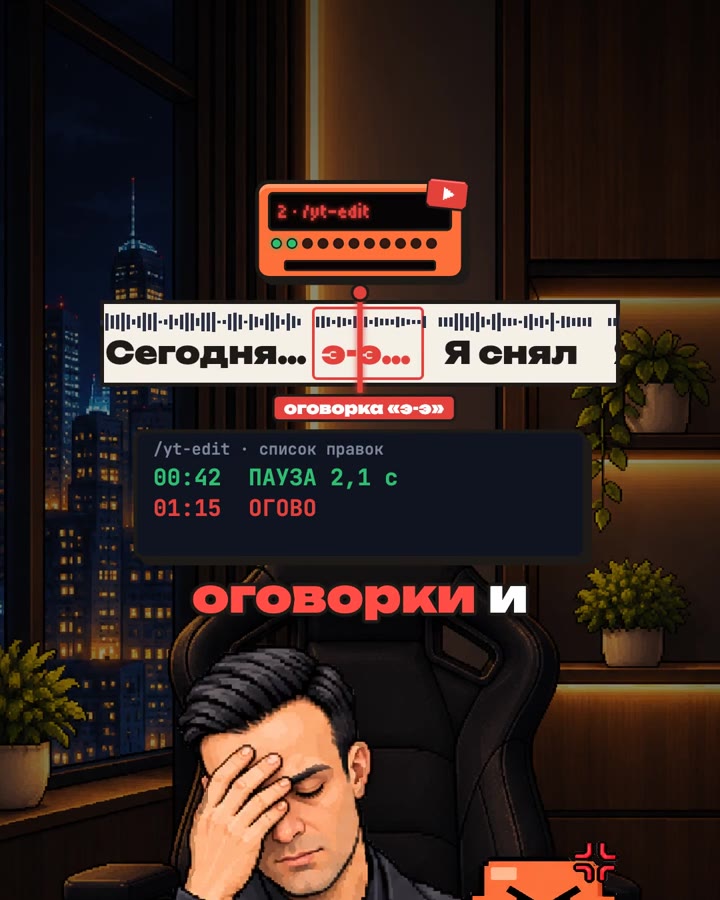 2 · /yt-edit
Сегодня... э-э... Я снял
оговорка «э-э»
/yt-edit · список правок
00:42 ПАУЗА 2,1 с
01:15 ОГОВО
оговорки и